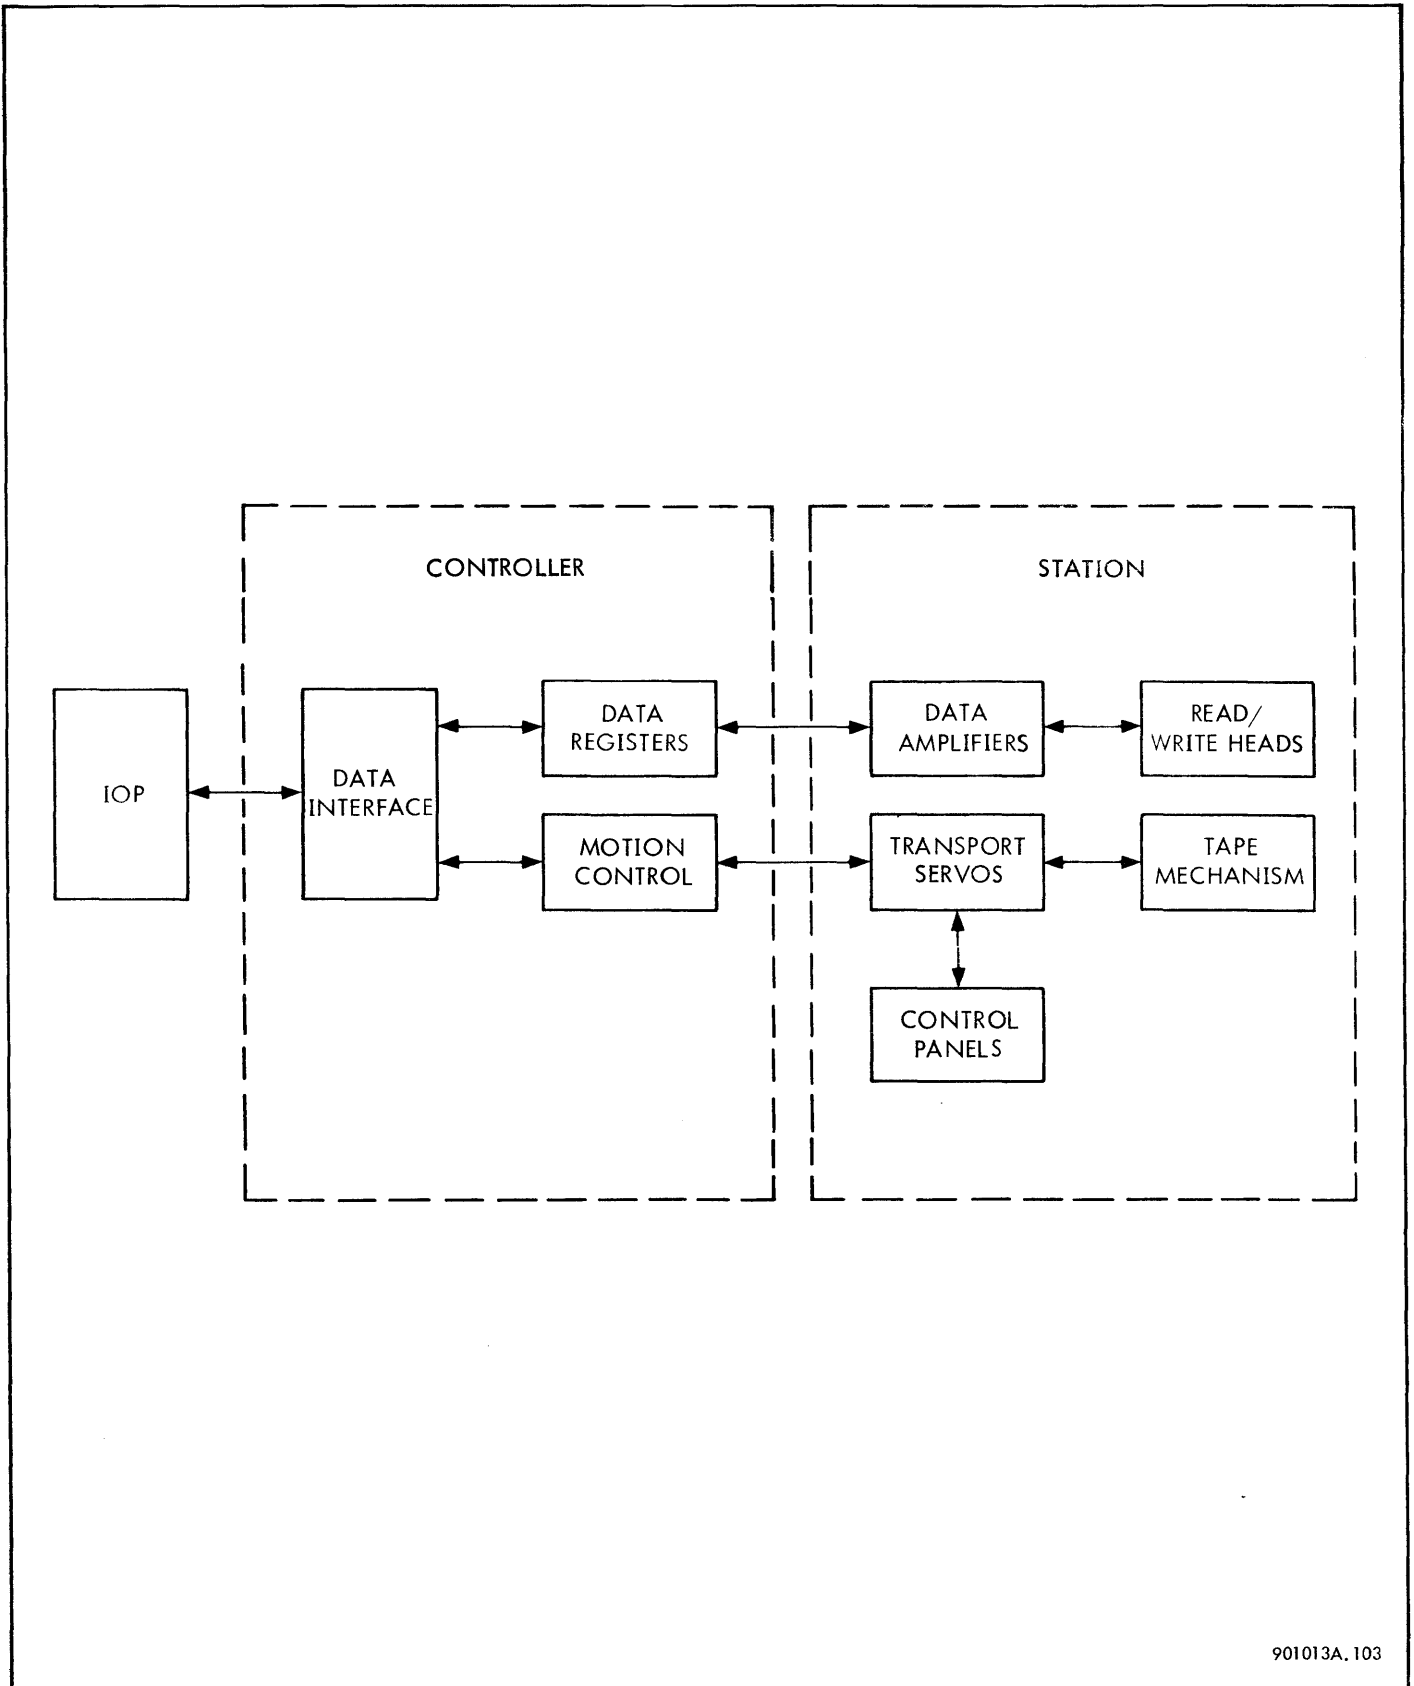 CONTROLLER
STATION
IOP
DATA
INTERFACE
DATA
REGISTERS
MOTION
CONTROL
DATA
AMPLIFIERS
READ/
WRITE HEADS
TRANSPORT
SERVOS
TAPE
MECHANISM
CONTROL
PANELS
901013A.103